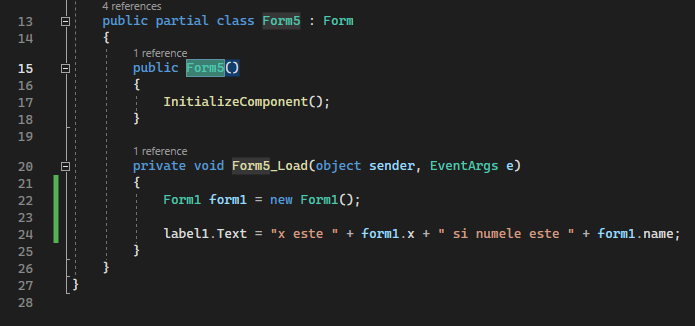 4 references
13 public partial class Form5 : Form
14 {
1 reference
15 public Form5()
16 {
17 InitializeComponent();
18 }
19
1 reference
20 private void Form5_Load(object sender, EventArgs e)
21 {
22 Form1 form1 = new Form1();
23
24 label1.Text = "x este " + form1.x + " si numele este " + form1.name;
25 }
26 }
27 }
28